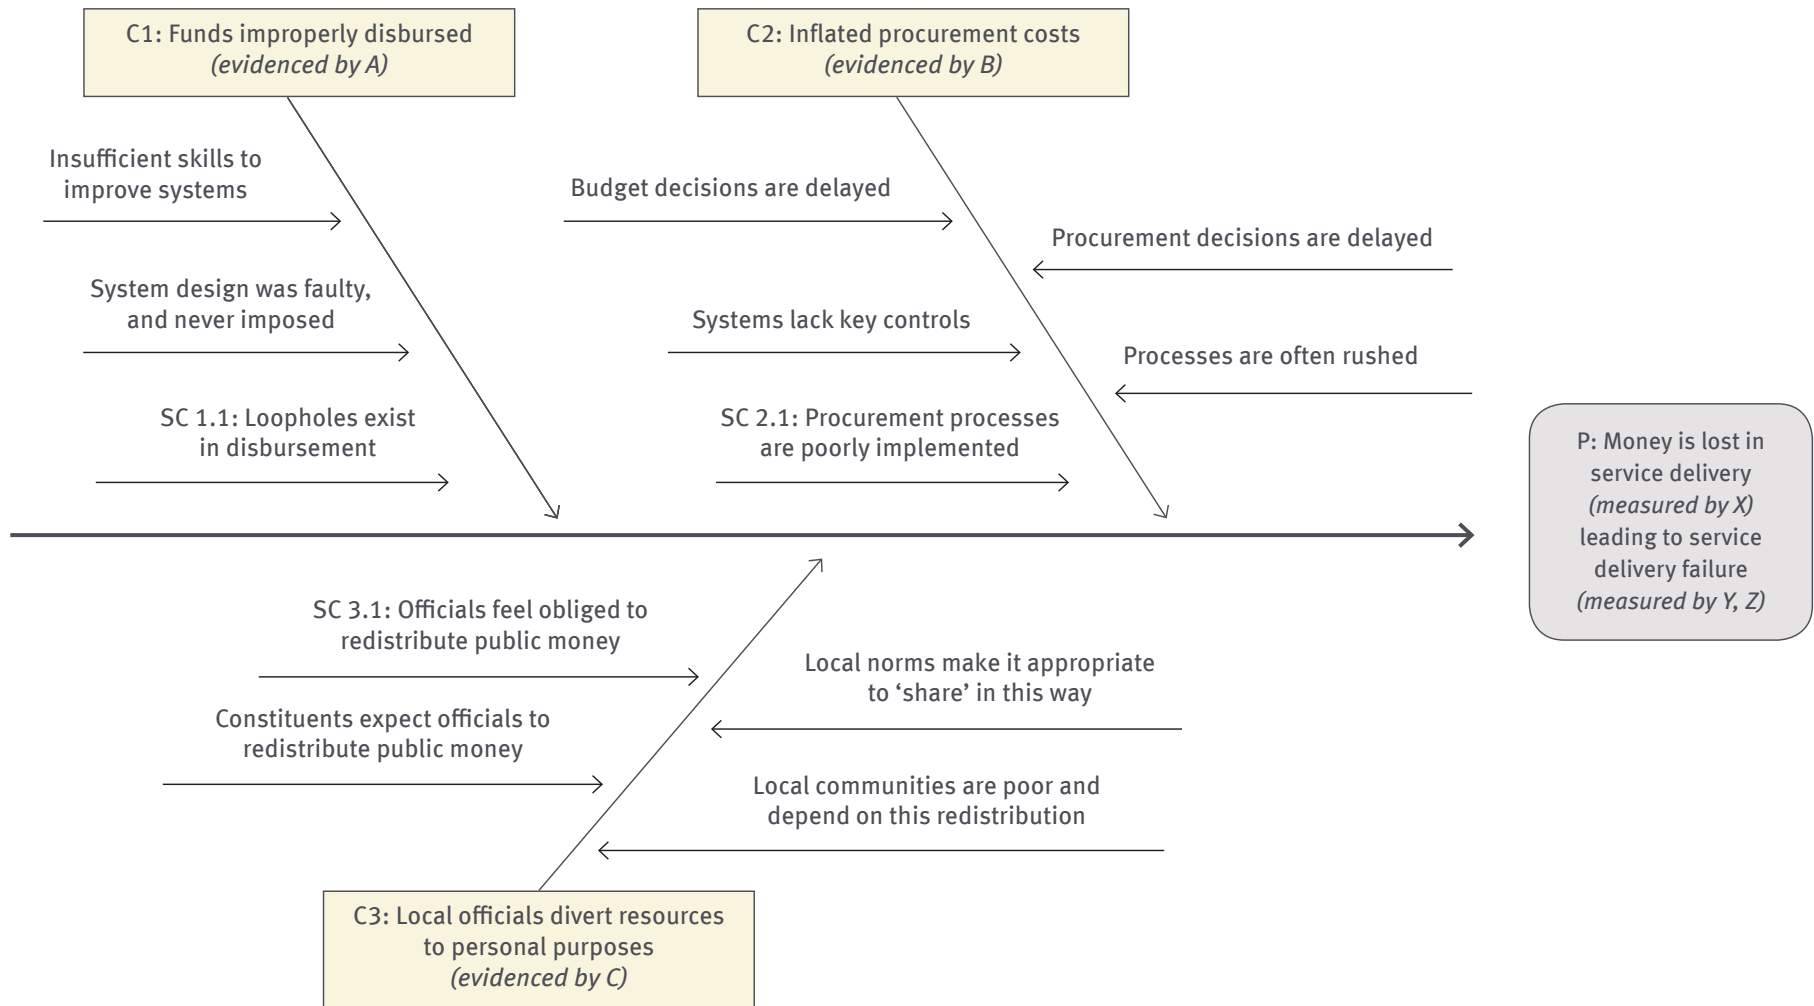 C1: Funds improperly disbursed
(evidenced by A)
C2: Inflated procurement costs
(evidenced by B)
Insufficient skills to
improve systems
System design was faulty,
and never imposed
SC 1.1: Loopholes exist
in disbursement
Budget decisions are delayed
Systems lack key controls
SC 2.1: Procurement processes
are poorly implemented
Procurement decisions are delayed
Processes are often rushed
P: Money is lost in
service delivery
(measured by X)
leading to service
delivery failure
(measured by Y, Z)
SC 3.1: Officials feel obliged to
redistribute public money
Constituents expect officials to
redistribute public money
Local norms make it appropriate
to ‘share’ in this way
Local communities are poor and
depend on this redistribution
C3: Local officials divert resources
to personal purposes
(evidenced by C)